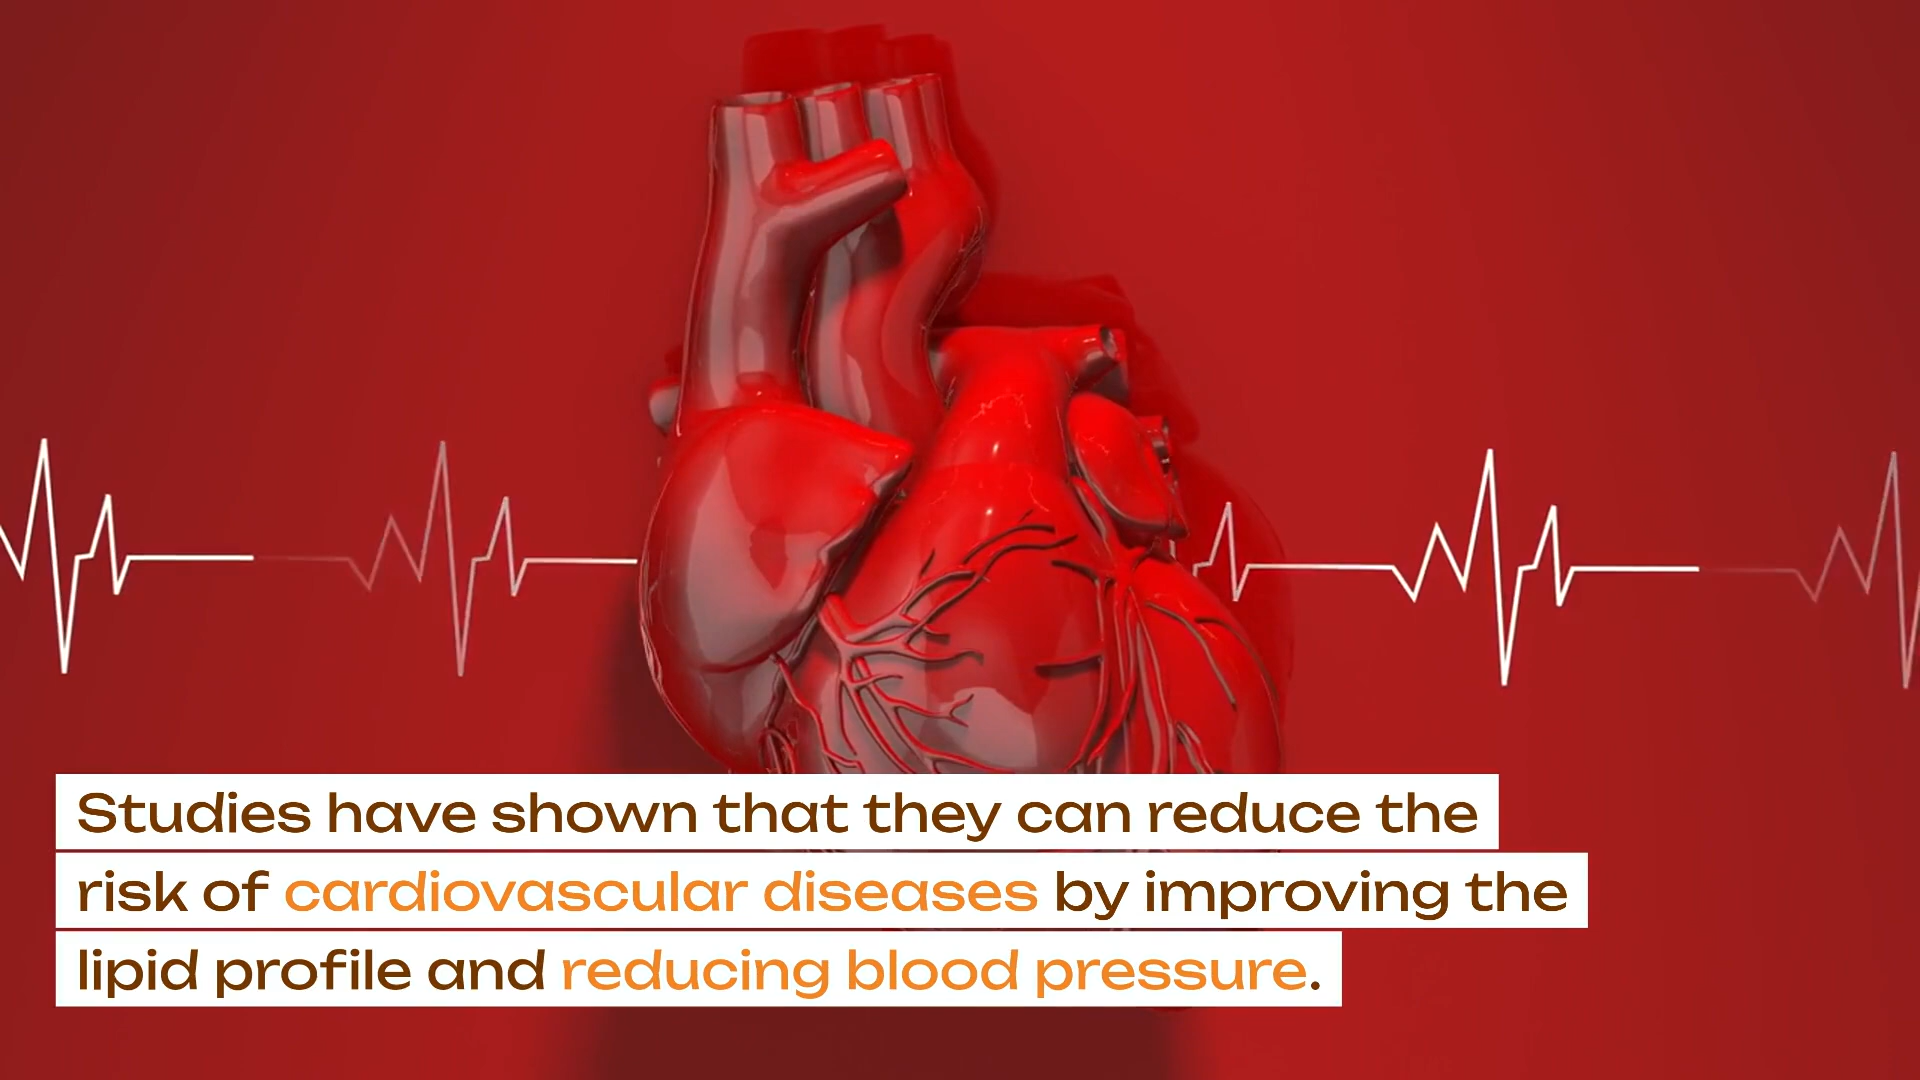 Studies have shown that they can reduce the
risk of cardiovascular diseases by improving the
lipid profile and reducing blood pressure.